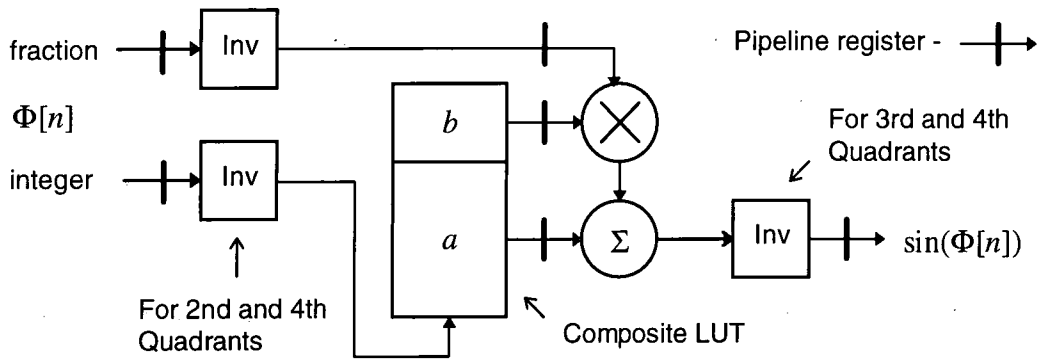 fraction
Inv
Pipeline register -
Φ[n]
b
For 3rd and 4th
Quadrants
integer
Inv
a
Σ
Inv
sin(Φ[n])
For 2nd and 4th
Quadrants
Composite LUT